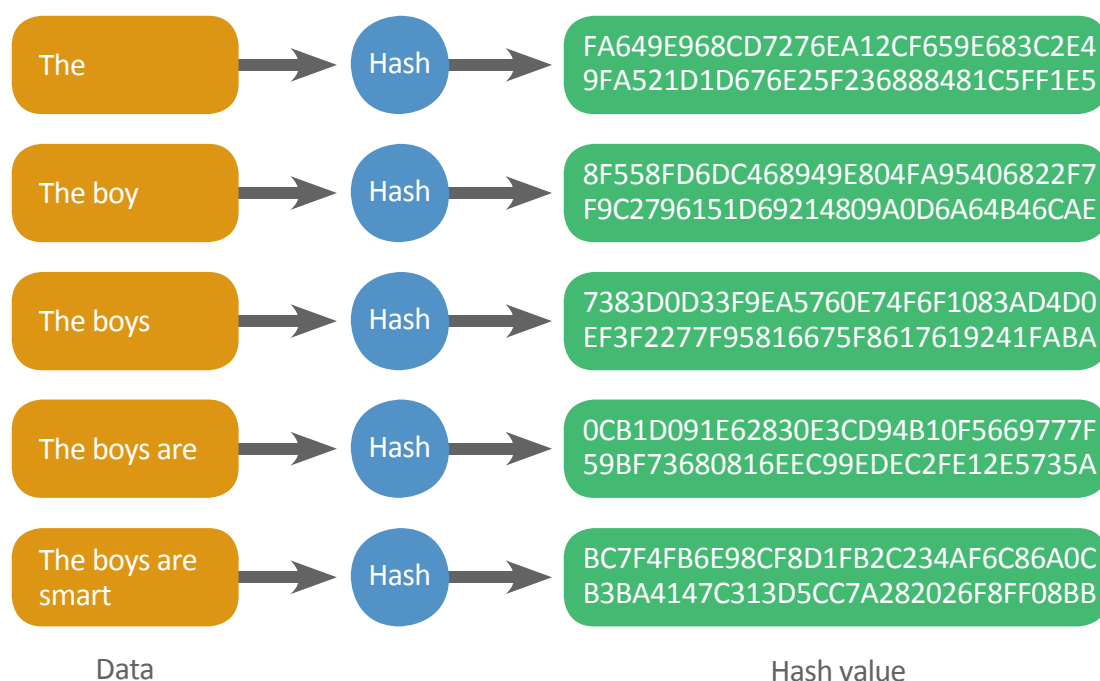 The
Hash
FA649E968CD7276EA12CF659E683C2E4
9FA521D1D676E25F236888481C5FF1E5
The boy
Hash
8F558FD6DC468949E804FA95406822F7
F9C2796151D69214809A0D6A64B46CAE
The boys
Hash
7383D0D33F9EA5760E74F6F1083AD4D0
EF3F2277F95816675F8617619241FABA
The boys are
Hash
0CB1D091E62830E3CD94B10F5669777F
59BF73680816EEC99EDEC2FE12E5735A
The boys are
smart
Hash
BC7F4FB6E98CF8D1FB2C234AF6C86A0C
B3BA4147C313D5CC7A282026F8FF08BB
Data
Hash value